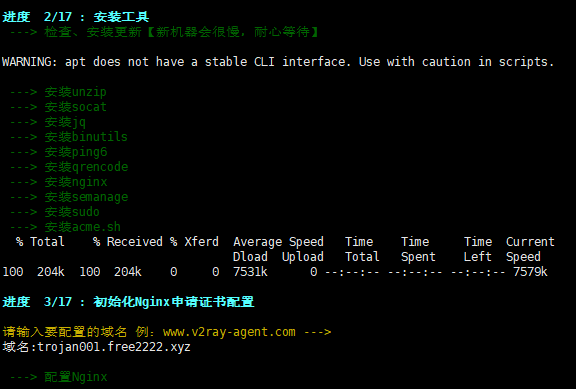 进度  2/17 : 安装工具
---> 检查、安装更新【新机器会很慢，耐心等待】
WARNING: apt does not have a stable CLI interface. Use with caution in scripts.
---> 安装unzip
---> 安装socat
---> 安装jq
---> 安装binutils
---> 安装ping6
---> 安装qrencode
---> 安装nginx
---> 安装semanage
---> 安装sudo
---> 安装acme.sh
% Total    % Received % Xferd  Average Speed   Time    Time     Time  Current
Dload  Upload   Total   Spent    Left  Speed
100  204k  100  204k    0     0  7531k      0 --:--:-- --:--:-- --:--:-- 7579k
进度  3/17 : 初始化Nginx申请证书配置
请输入要配置的域名 例：www.v2ray-agent.com --->
域名:trojan001.free2222.xyz
---> 配置Nginx